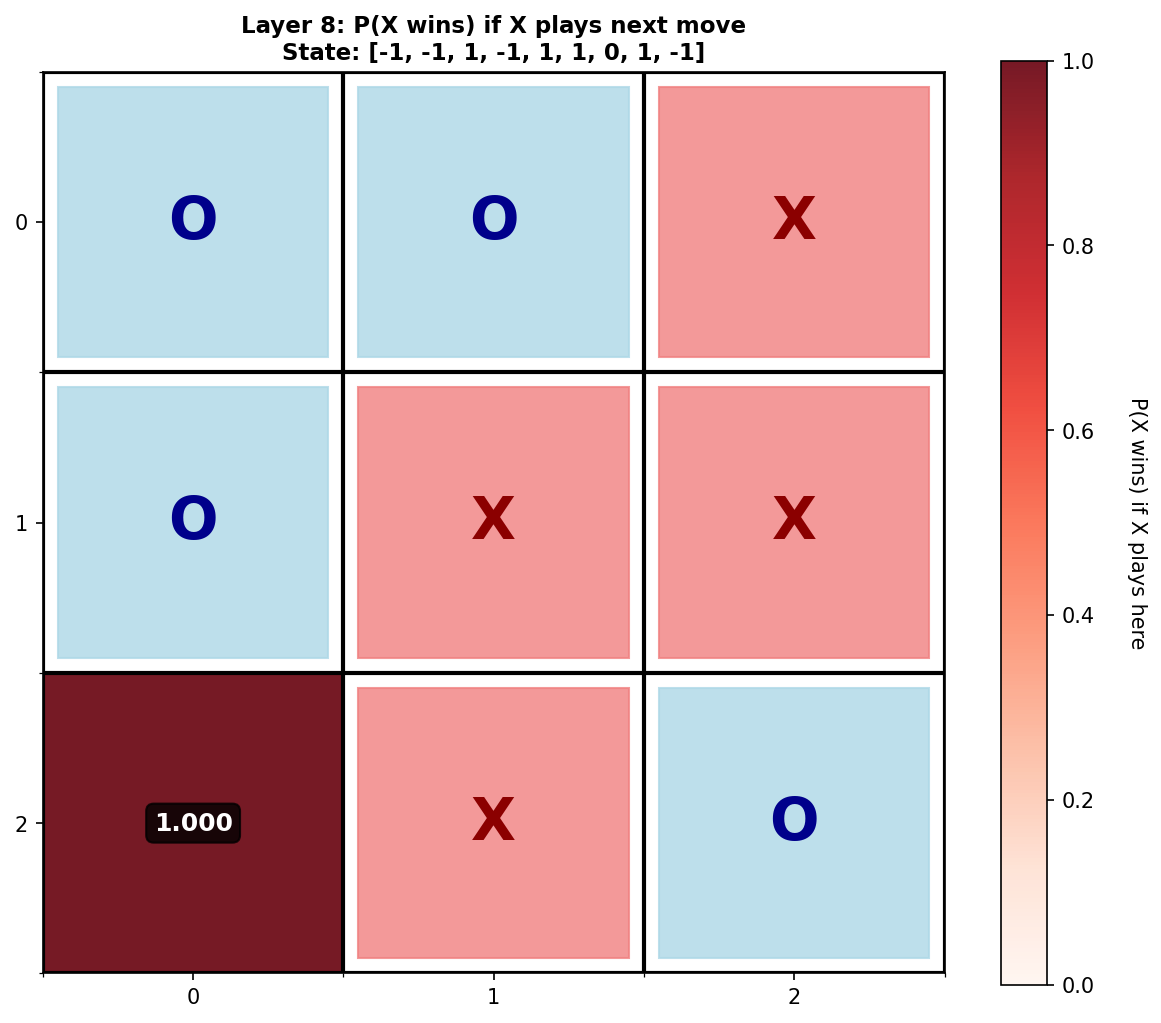 Layer 8: P(X wins) if X plays next move
State: [-1, -1, 1, -1, 1, 1, 0, 1, -1]
0
O
O
X
1
O
X
X
2
1.000
X
O
0
1
2
1.0
0.8
0.6
0.4
0.2
0.0
P(X wins) if X plays here